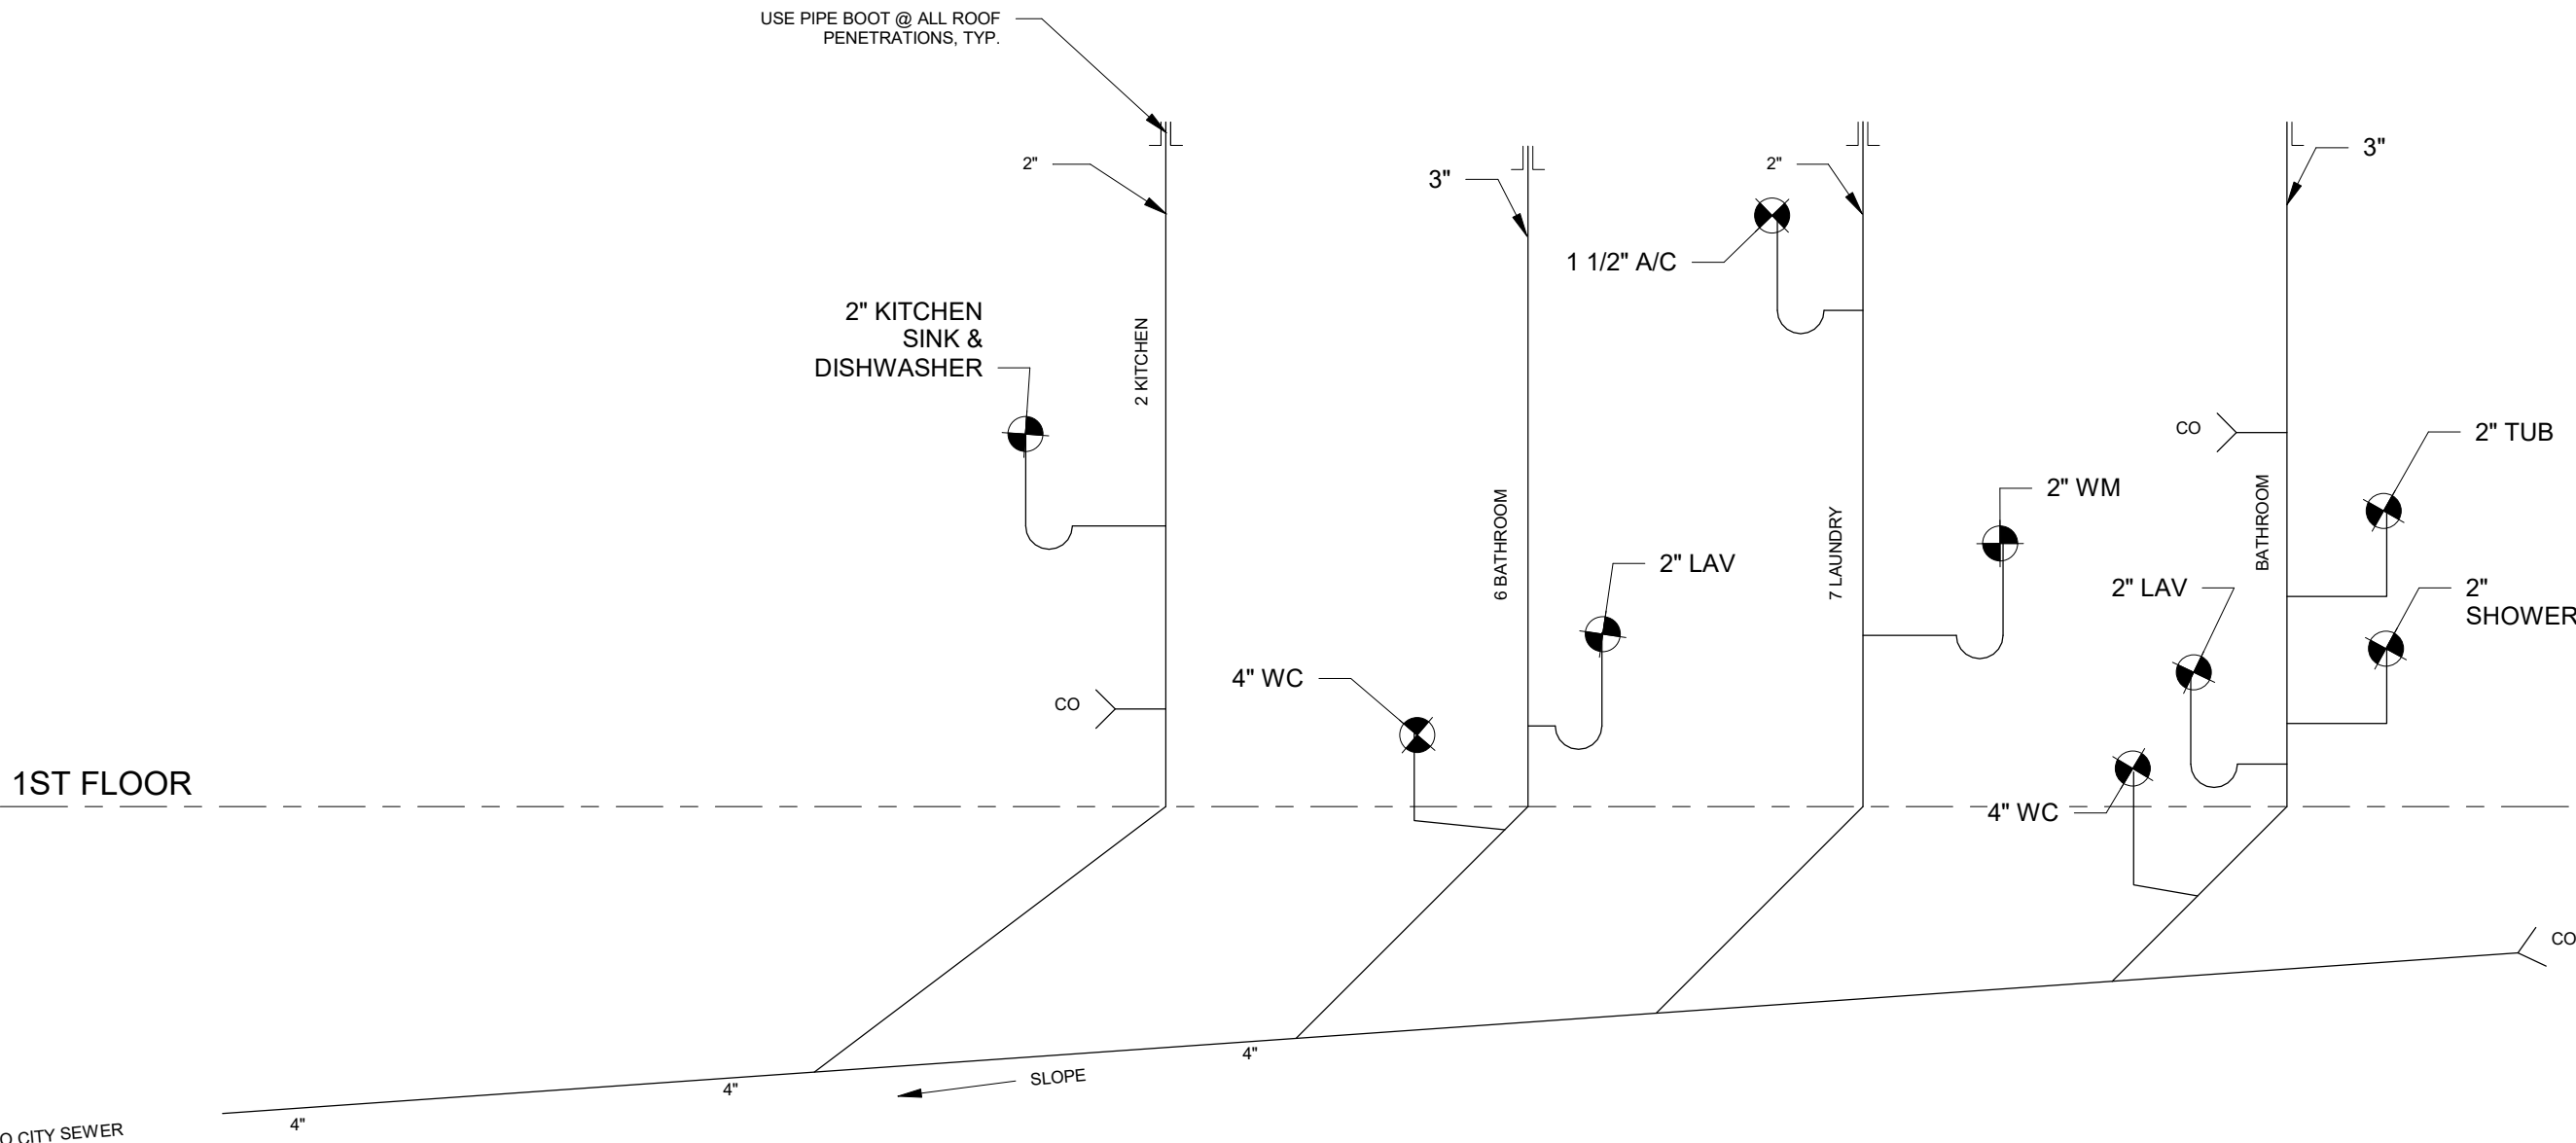 USE PIPE BOOT @ ALL ROOF
PENETRATIONS, TYP.
2"
3"
2"
3"
1 1/2" A/C
2" KITCHEN
SINK &
DISHWASHER
2 KITCHEN
CO
2" TUB
2" WM
BATHROOM
6 BATHROOM
7 LAUNDRY
2" LAV
2" LAV
2"
SHOWER
4" WC
CO
1ST FLOOR
4" WC
CO
4"
SLOPE
4"
4"
CITY SEWER